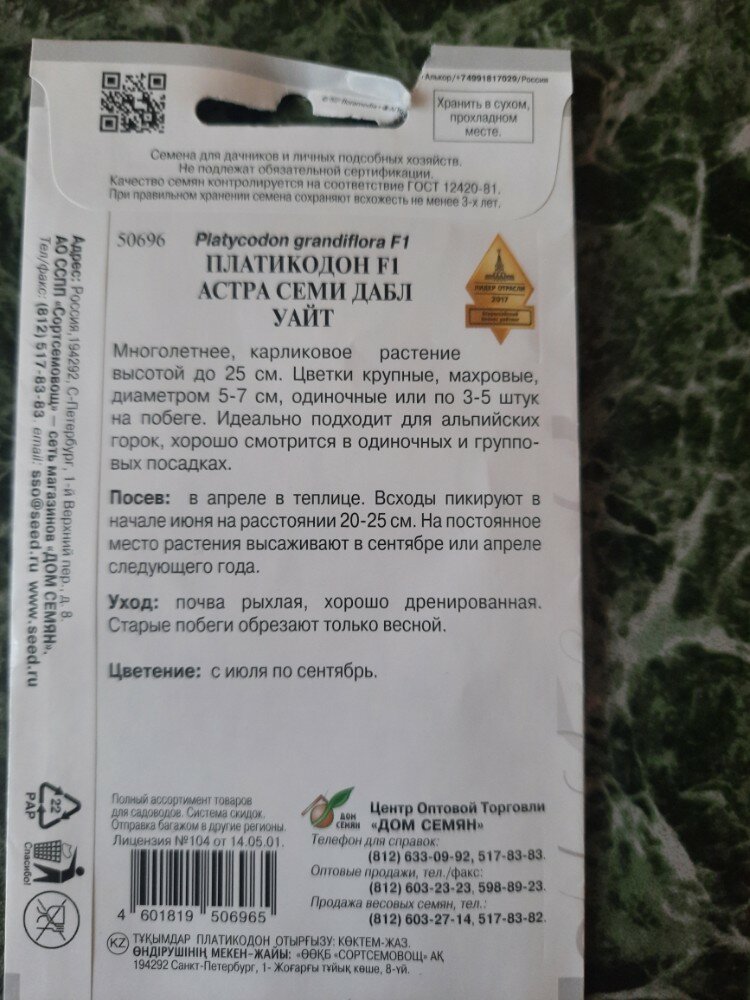 Алькор/+74991817029/Россия
Хранить в сухом,
прохладном
месте.
Семена для дачников и личных подсобных хозяйств.
Не подлежат обязательной сертификации.
Качество семян контролируется на соответствие ГОСТ 12420-81.
При правильном хранении семена сохраняют всхожесть не менее 3-х лет.
50696
Platycodon grandiflora F1
ПЛАТИКОДОН F1
АСТРА СЕМИ ДАБЛ
УАЙТ
ЛИДЕР ОТРАСЛИ
2017
Многолетнее, карликовое растение
высотой до 25 см. Цветки крупные, махровые,
диаметром 5-7 см, одиночные или по 3-5 штук
на побеге. Идеально подходит для альпийских
горок, хорошо смотрится в одиночных и группо-
вых посадках.
Посев: в апреле в теплице. Всходы пикируют в
начале июня на расстоянии 20-25 см. На постоянное
место растения высаживают в сентябре или апреле
следующего года.
Уход: почва рыхлая, хорошо дренированная.
Старые побеги обрезают только весной.
Цветение: с июля по сентябрь.
Адрес: Россия,194292, С-Петербург, 1-й Верхний пер., д. 8.
АО ССПП «Сортсемовощ» – сеть магазинов «ДОМ СЕМЯН».
Тел/факс: (812) 517-83-83. email: sso@seed.ru www.seed.ru
22
PAP
Спасибо!
Полный ассортимент товаров
для садоводов. Система скидок.
Отправка багажом в другие регионы.
Лицензия №104 от 14.05.01.
4 601819 506965
ДОМ
СЕМЯН
Центр Оптовой Торговли
«ДОМ СЕМЯН»
Телефон для справок:
(812) 633-09-92, 517-83-83.
Оптовые продажи, тел./факс:
(812) 603-23-23, 598-89-23.
Продажа весовых семян, тел.:
(812) 603-27-14, 517-83-82.
KZ ТҰҚЫМДАР ПЛАТИКОДОН ОТЫРҒЫЗУ: КӨКТЕМ-ЖАЗ.
ӨНДІРУШІНІҢ МЕКЕН-ЖАЙЫ: «ӨӨҚБ «СОРТСЕМОВОЩ» АҚ
194292 Санкт-Петербург, 1- Жоғарғы тұйық көше, 8-үй.